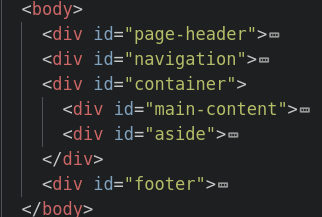 <body>
<div id="page-header">
<div id="navigation">
<div id="container">
<div id="main-content">
<div id="aside">
</div>
<div id="footer">
</body>